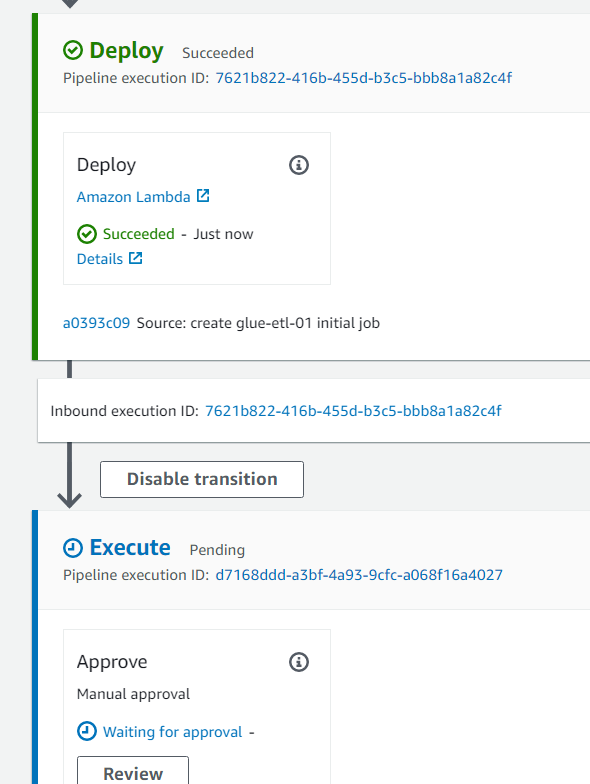 Deploy Succeeded
Pipeline execution ID: 7621b822-416b-455d-b3c5-bbb8a1a82c4f
Deploy
Amazon Lambda
Succeeded - Just now
Details
a0393c09 Source: create glue-etl-01 initial job
Inbound execution ID: 7621b822-416b-455d-b3c5-bbb8a1a82c4f
Disable transition
Execute Pending
Pipeline execution ID: d7168ddd-a3bf-4a93-9cfc-a068f16a4027
Approve
Manual approval
Waiting for approval -
Review